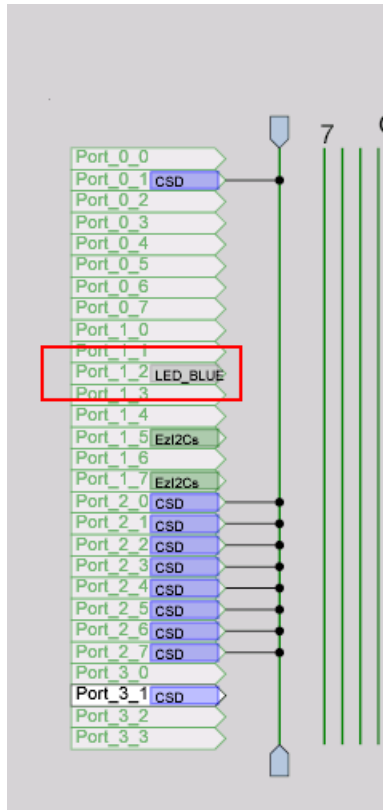 7
Port_0_0
Port_0_1 CSD
Port_0_2
Port_0_3
Port_0_4
Port_0_5
Port_0_6
Port_0_7
Port_1_0
Port_1_1
Port_1_2 LED_BLUE
Port_1_3
Port_1_4
Port_1_5 EzI2Cs
Port_1_6
Port_1_7 EzI2Cs
Port_2_0 CSD
Port_2_1 CSD
Port_2_2 CSD
Port_2_3 CSD
Port_2_4 CSD
Port_2_5 CSD
Port_2_6 CSD
Port_2_7 CSD
Port_3_0
Port_3_1 CSD
Port_3_2
Port_3_3